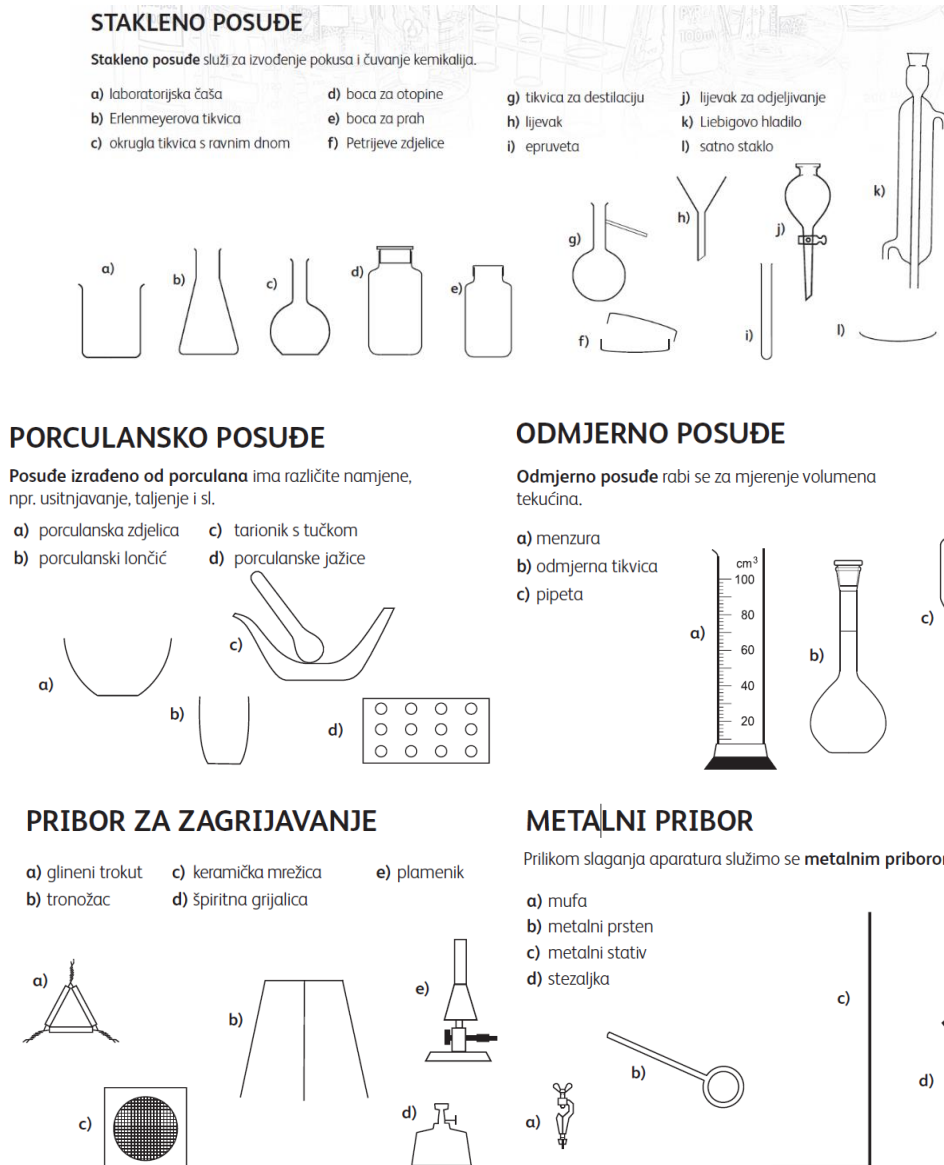 STAKLENO POSUĐE
Stakleno posuđe služi za izvođenje pokusa i čuvanje kemikalija.
a) laboratorijska čaša
b) Erlenmeyerova tikvica
c) okrugla tikvica s ravnim dnom
d) boca za otopine
e) boca za prah
f) Petrijeve zdjelice
g) tikvica za destilaciju
h) lijevak
i) epruveta
j) lijevak za odjeljivanje
k) Liebigovo hladilo
l) satno staklo
a)
b)
c)
d)
e)
g)
f)
h)
i)
j)
k)
l)
PORCULANSKO POSUĐE
Posuđe izrađeno od porculana ima različite namjene,
npr. usitnjavanje, taljenje i sl.
a) porculanska zdjelica
b) porculanski lončić
c) tarionik s tučkom
d) porculanske jažice
a)
b)
c)
d)
ODMJERNO POSUĐE
Odmjerno posuđe rabi se za mjerenje volumena
tekućina.
a) menzura
b) odmjerna tikvica
c) pipeta
a)
cm³
100
80
60
40
20
b)
c)
PRIBOR ZA ZAGRIJAVANJE
a) glineni trokut
b) tronožac
c) keramička mrežica
d) špiritna grijalica
e) plamenik
a)
b)
e)
c)
d)
METALNI PRIBOR
Prilikom slaganja aparatura služimo se metalnim priboro
a) mufa
b) metalni prsten
c) metalni stativ
d) stezaljka
c)
b)
a)
d)